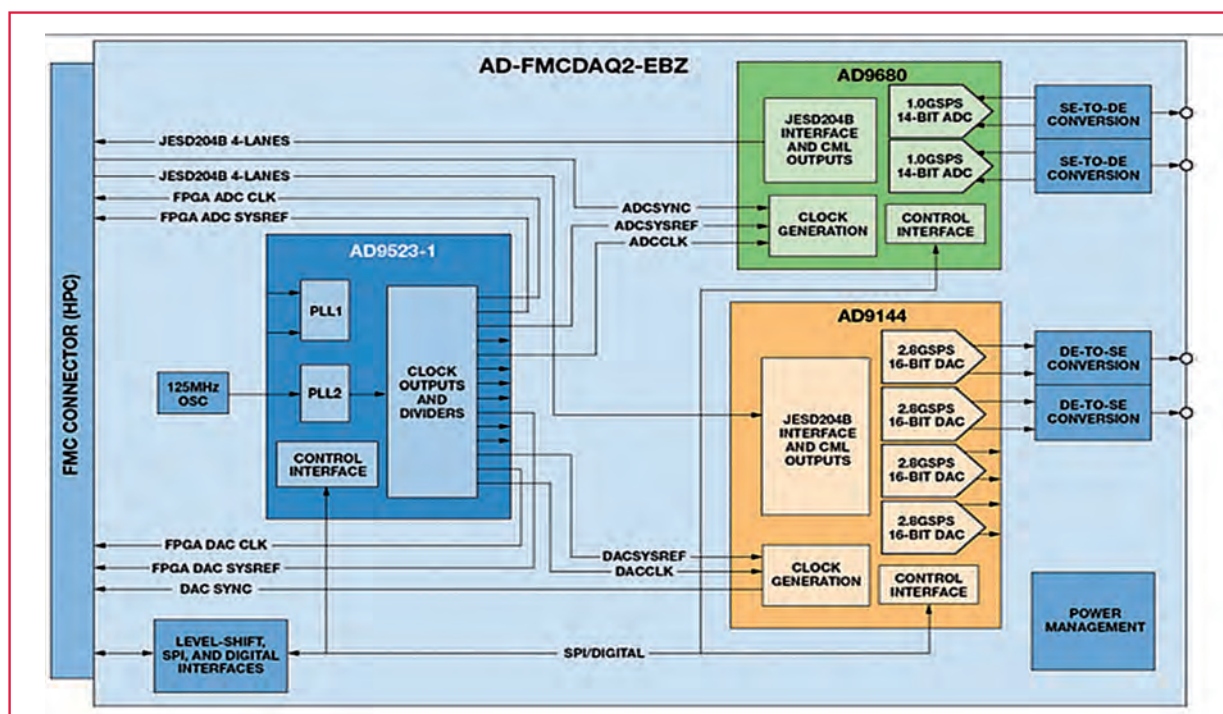 AD-FMCDAQ2-EBZ
FMC CONNECTOR (HPC)
JESD204B 4-LANES
JESD204B 4-LANES
FPGA ADC CLK
FPGA ADC SYSREF
AD9523-1
PLL1
PLL2
125MHz
OSC
CLOCK
OUTPUTS
AND
DIVIDERS
CONTROL
INTERFACE
FPGA DAC CLK
FPGA DAC SYSREF
DAC SYNC
LEVEL-SHIFT,
SPI, AND DIGITAL
INTERFACES
SPI/DIGITAL
ADCSYNC
ADCSYSREF
ADCCLK
DACSYSREF
DACCLK
AD9680
JESD204B
INTERFACE
AND CML
OUTPUTS
1.0GSPS
14-BIT ADC
1.0GSPS
14-BIT ADC
CLOCK
GENERATION
CONTROL
INTERFACE
SE-TO-DE
CONVERSION
SE-TO-DE
CONVERSION
AD9144
JESD204B
INTERFACE
AND CML
OUTPUTS
2.8GSPS
16-BIT DAC
2.8GSPS
16-BIT DAC
2.8GSPS
16-BIT DAC
2.8GSPS
16-BIT DAC
CLOCK
GENERATION
CONTROL
INTERFACE
DE-TO-SE
CONVERSION
DE-TO-SE
CONVERSION
POWER
MANAGEMENT